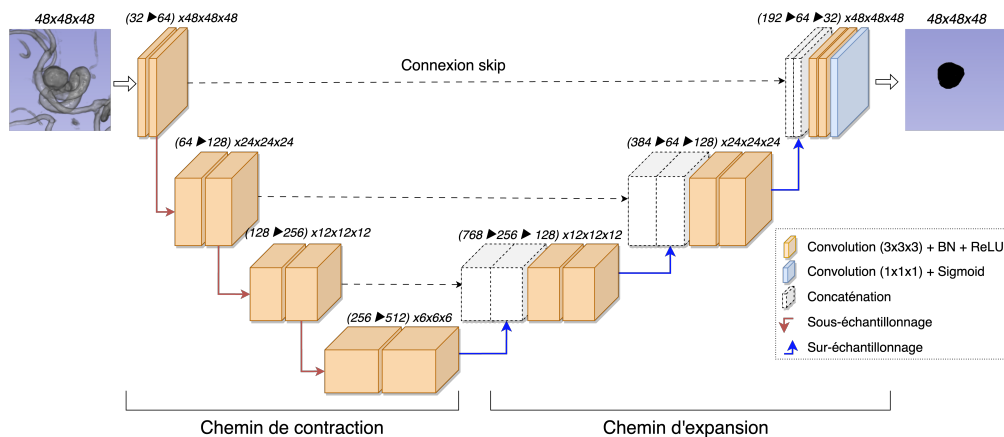 48x48x48
(32 ▶64) x48x48x48
(192 ▶64 ▶32) x48x48x48
48x48x48
Connexion skip
(64 ▶128) x24x24x24
(384 ▶64 ▶128) x24x24x24
(128 ▶256) x12x12x12
(768 ▶256 ▶ 128) x12x12x12
(256 ▶512) x6x6x6
Convolution (3x3x3) + BN + ReLU
Convolution (1x1x1) + Sigmoid
Concaténation
Sous-échantillonnage
Sur-échantillonnage
Chemin de contraction
Chemin d'expansion